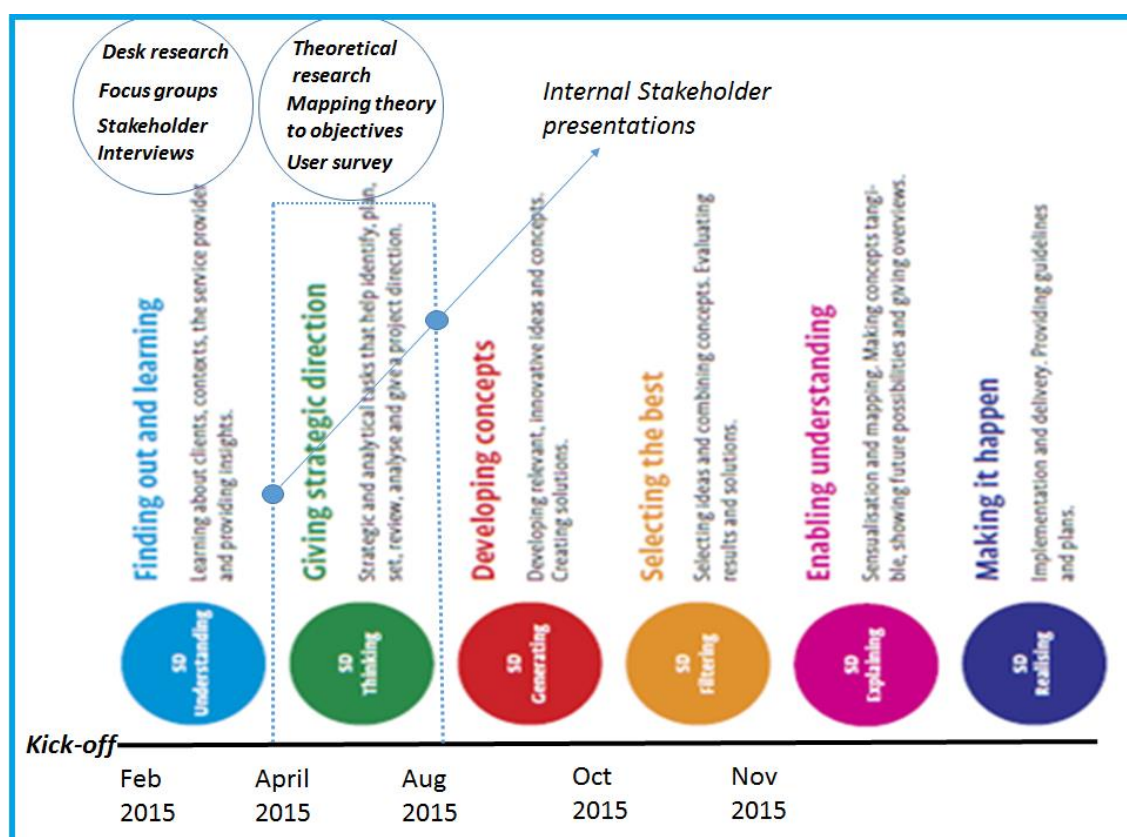 Desk research
Focus groups
Stakeholder
Interviews
Theoretical
research
Mapping theory
to objectives
User survey
Internal Stakeholder
presentations
Finding out and learning
Learning about clients, contexts, the service provider
and providing insights.
Giving strategic direction
Strategic and analytical tasks that help identify, plan,
set, review, analyse and give a project direction.
Developing concepts
Developing relevant, innovative ideas and concepts.
Creating solutions.
Selecting the best
Selecting ideas and combining concepts. Evaluating
results and solutions.
Enabling understanding
Sensualisation and mapping. Making concepts tangi-
ble, showing future possibilities and giving overviews.
Making it happen
Implementation and delivery. Providing guidelines
and plans.
SD
Understanding
SD
Thinking
SD
Generating
SD
Filtering
SD
Explaining
SD
Realising
Kick-off
Feb
2015
April
2015
Aug
2015
Oct
2015
Nov
2015